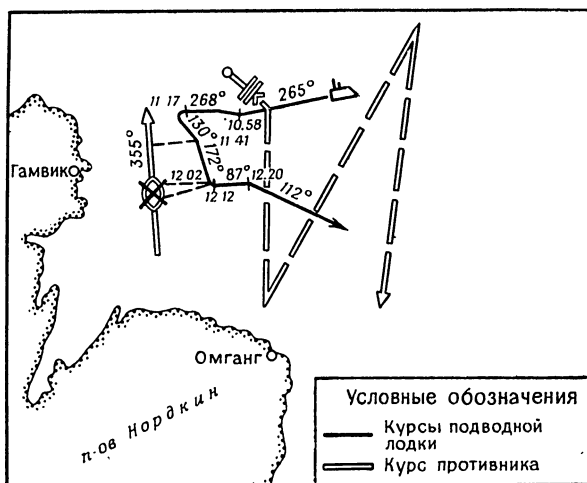 11 17
268°
265°
10.58
130°
11 41
172°
355°
Гамвик
12 02
87°
12.20
12 12
112°
Омганг
п-ов Нордкин
Условные обозначения
Курсы подводной
лодки
Курс противника